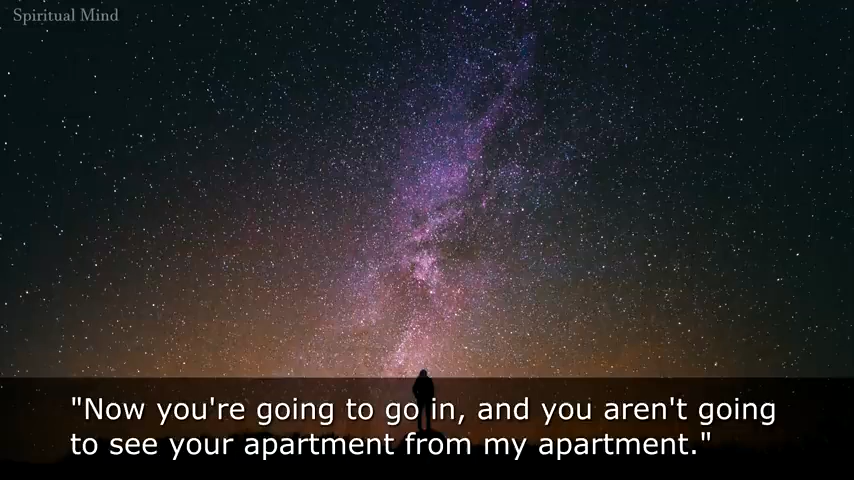 Spiritual Mind
"Now you're going to go in, and you aren't going
to see your apartment from my apartment."